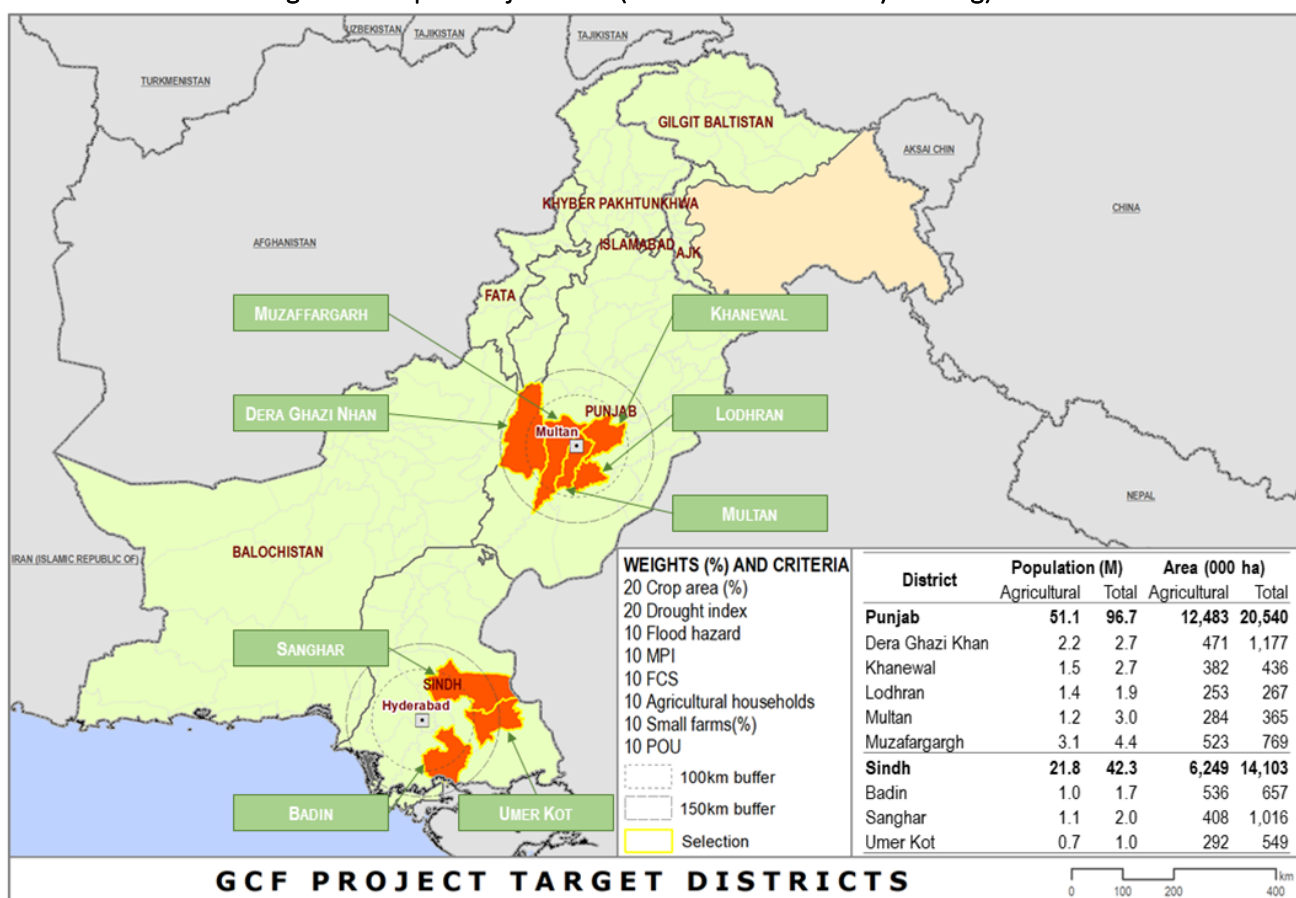 UZBEKISTAN
TAJIKISTAN
TAJIKISTAN
TURKMENISTAN
GILGIT BALTISTAN
AKSAI CHIN
KHYBER PAKHTUNKHWA
CHINA
AFGHANISTAN
ISLAMABAD
AJK
FATA
MUZAFFARGARH
KHANEWAL
DERA GHAZI NHAN
PUNJAB
LODHRAN
Multan
MULTAN
NEPAL
BALOCHISTAN
IRAN (ISLAMIC REPUBLIC OF)
SANGHAR
SINDH
Hyderabad
BADIN
UMER KOT
WEIGHTS (%) AND CRITERIA
20 Crop area (%)
20 Drought index
10 Flood hazard
10 MPI
10 FCS
10 Agricultural households
10 Small farms(%)
10 POU
100km buffer
150km buffer
Selection
District Population (M) Area (000 ha)
Agricultural Total Agricultural Total
Punjab 51.1 96.7 12,483 20,540
Dera Ghazi Khan 2.2 2.7 471 1,177
Khanewal 1.5 2.7 382 436
Lodhran 1.4 1.9 253 267
Multan 1.2 3.0 284 365
Muzafargargh 3.1 4.4 523 769
Sindh 21.8 42.3 6,249 14,103
Badin 1.0 1.7 536 657
Sanghar 1.1 2.0 408 1,016
Umer Kot 0.7 1.0 292 549
GCF PROJECT TARGET DISTRICTS
km
0 100 200 400